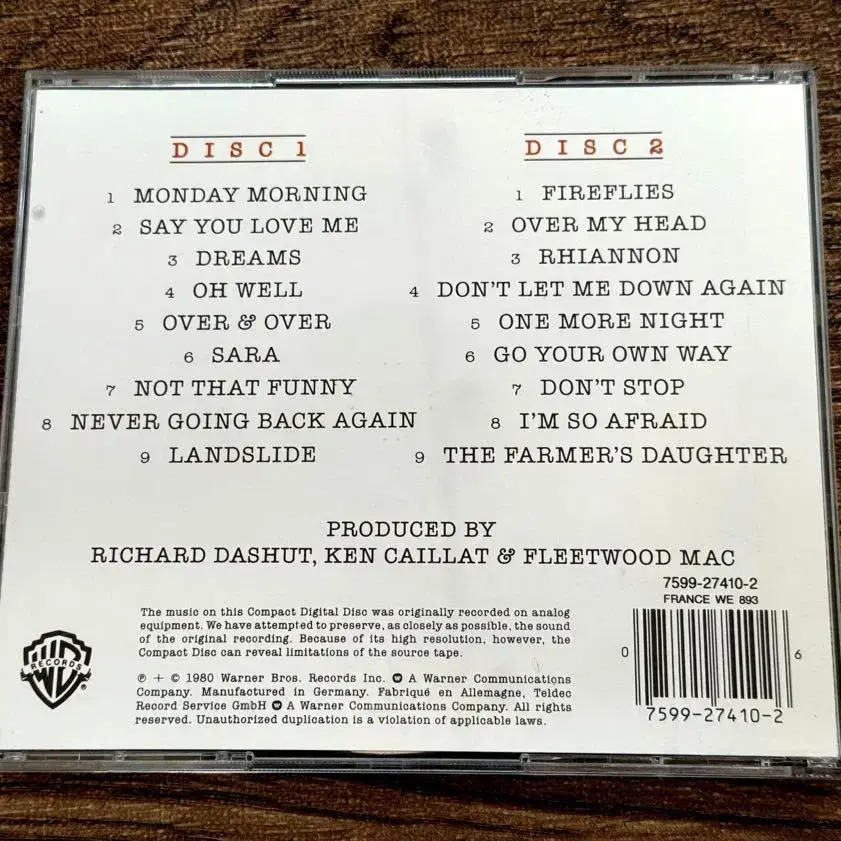 DISC 1
1 MONDAY MORNING
2 SAY YOU LOVE ME
3 DREAMS
4 OH WELL
5 OVER & OVER
6 SARA
7 NOT THAT FUNNY
8 NEVER GOING BACK AGAIN
9 LANDSLIDE
DISC 2
1 FIREFLIES
2 OVER MY HEAD
3 RHIANNON
4 DON'T LET ME DOWN AGAIN
5 ONE MORE NIGHT
6 GO YOUR OWN WAY
7 DON'T STOP
8 I'M SO AFRAID
9 THE FARMER'S DAUGHTER
PRODUCED BY
RICHARD DASHUT, KEN CAILLAT & FLEETWOOD MAC
7599-27410-2
FRANCE WE 893
0 6
7599-27410-2
The music on this Compact Digital Disc was originally recorded on analog
equipment. We have attempted to preserve, as closely as possible, the sound
of the original recording. Because of its high resolution, however, the
Compact Disc can reveal limitations of the source tape.
℗ + © 1980 Warner Bros. Records Inc. W A Warner Communications
Company. Manufactured in Germany. Fabriqué en Allemagne, Teldec
Record Service GmbH W A Warner Communications Company. All rights
reserved. Unauthorized duplication is a violation of applicable laws.
WB
RECORDS
®